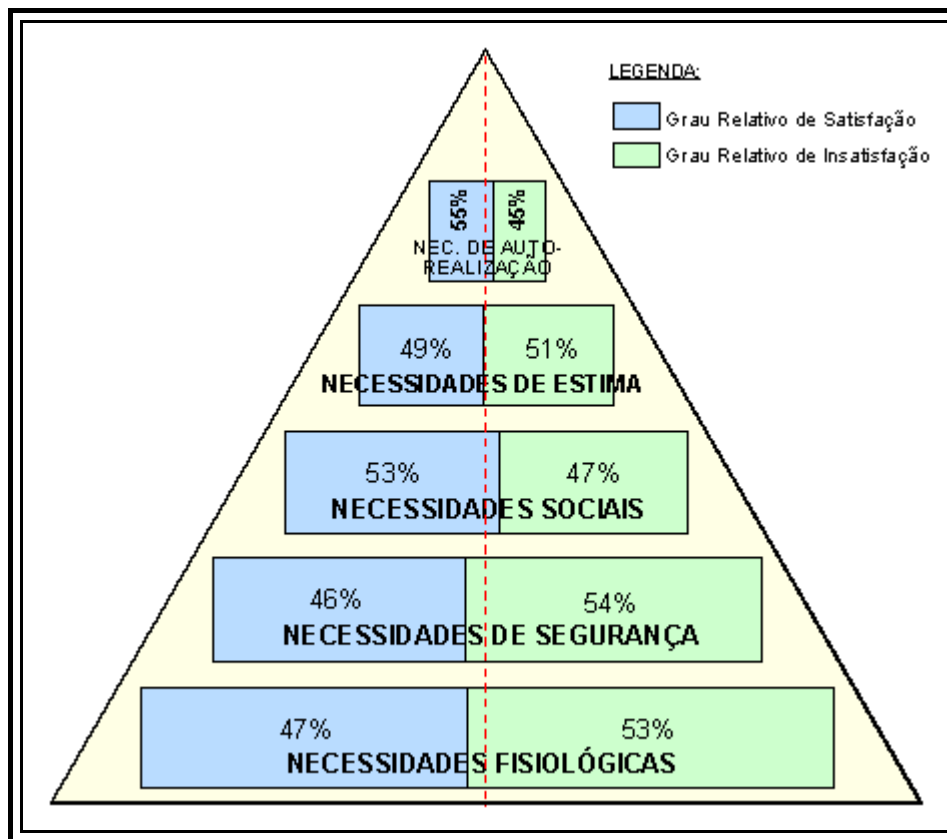 LEGENDA:
Grau Relativo de Satisfação
Grau Relativo de Insatisfação
55% 45%
NEC. DE AUTO-
REALIZAÇÃO
49% 51%
NECESSIDADES DE ESTIMA
53% 47%
NECESSIDADES SOCIAIS
46% 54%
NECESSIDADES DE SEGURANÇA
47% 53%
NECESSIDADES FISIOLÓGICAS